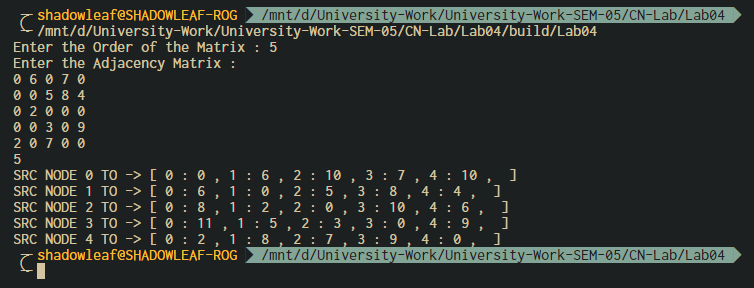 shadowleaf@SHADOWLEAF-ROG /mnt/d/University-Work/University-Work-SEM-05/CN-Lab/Lab04
/mnt/d/University-Work/University-Work-SEM-05/CN-Lab/Lab04/build/Lab04
Enter the Order of the Matrix : 5
Enter the Adjacency Matrix :
0 6 0 7 0
0 0 5 8 4
0 2 0 0 0
0 0 3 0 9
2 0 7 0 0
5
SRC NODE 0 TO -> [ 0 : 0 , 1 : 6 , 2 : 10 , 3 : 7 , 4 : 10 ,  ]
SRC NODE 1 TO -> [ 0 : 6 , 1 : 0 , 2 : 5 , 3 : 8 , 4 : 4 ,  ]
SRC NODE 2 TO -> [ 0 : 8 , 1 : 2 , 2 : 0 , 3 : 10 , 4 : 6 ,  ]
SRC NODE 3 TO -> [ 0 : 11 , 1 : 5 , 2 : 3 , 3 : 0 , 4 : 9 ,  ]
SRC NODE 4 TO -> [ 0 : 2 , 1 : 8 , 2 : 7 , 3 : 9 , 4 : 0 ,  ]
shadowleaf@SHADOWLEAF-ROG /mnt/d/University-Work/University-Work-SEM-05/CN-Lab/Lab04